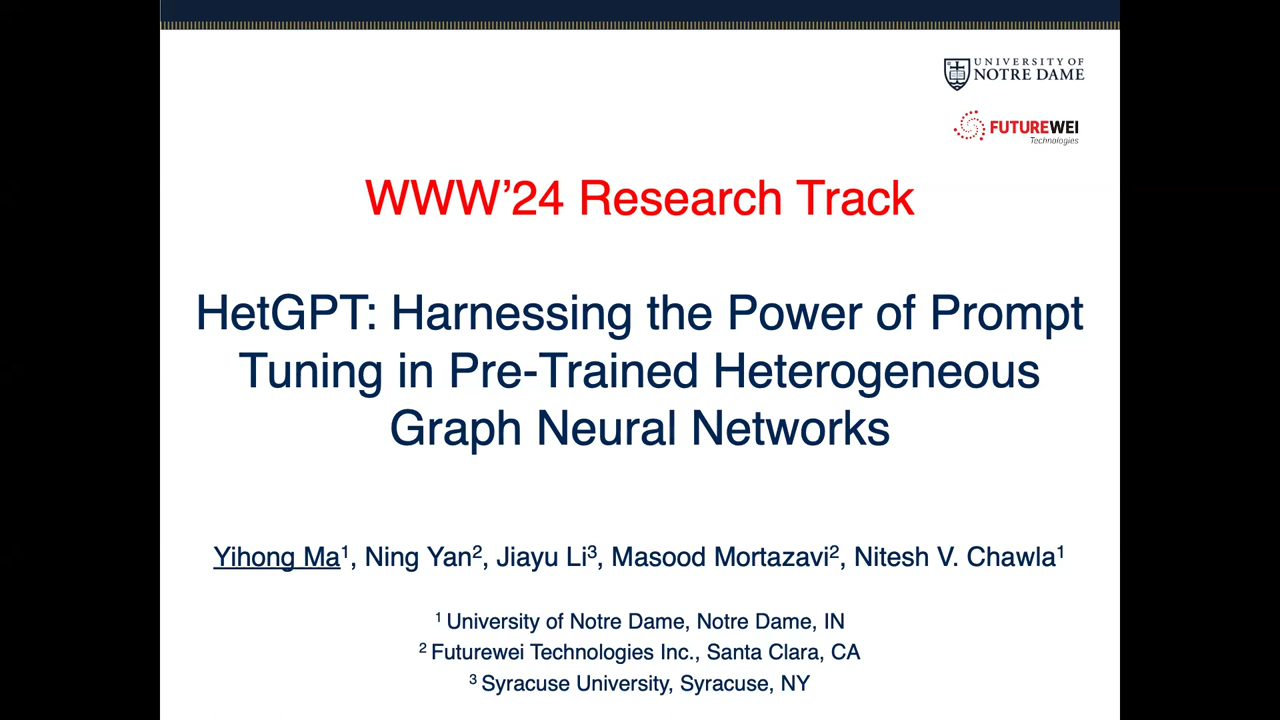 UNIVERSITY OF
NOTRE DAME
FUTUREWEI
Technologies
WWW’24 Research Track
HetGPT: Harnessing the Power of Prompt
Tuning in Pre-Trained Heterogeneous
Graph Neural Networks
Yihong Ma¹, Ning Yan², Jiayu Li³, Masood Mortazavi², Nitesh V. Chawla¹
¹ University of Notre Dame, Notre Dame, IN
² Futurewei Technologies Inc., Santa Clara, CA
³ Syracuse University, Syracuse, NY